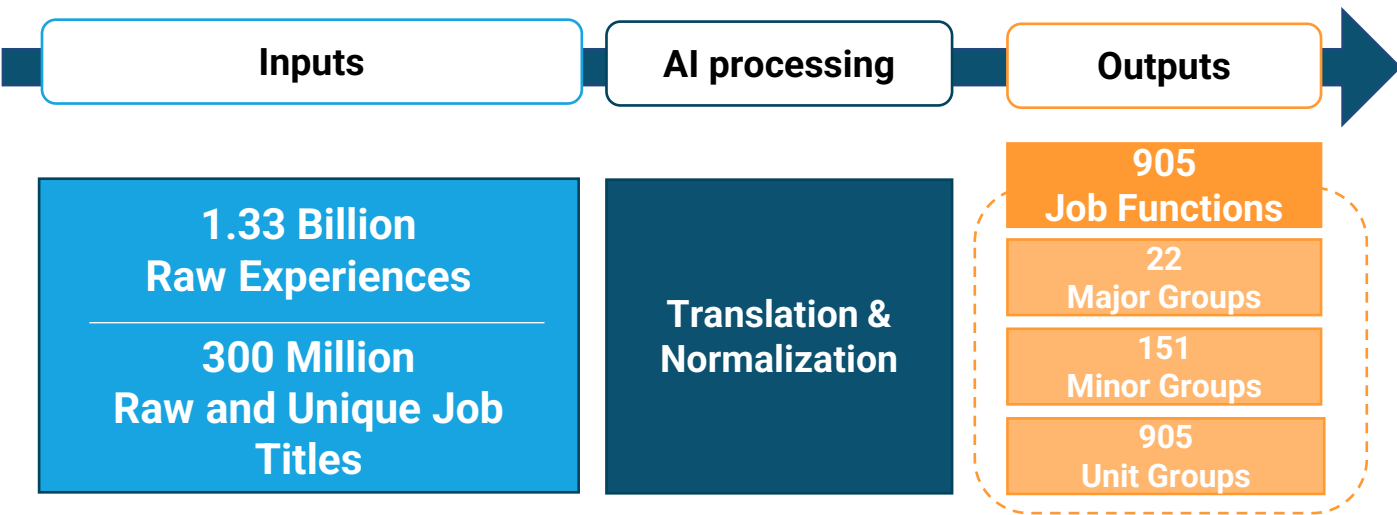 Inputs
AI processing
Outputs
1.33 Billion
Raw Experiences
300 Million
Raw and Unique Job
Titles
Translation &
Normalization
905
Job Functions
22
Major Groups
151
Minor Groups
905
Unit Groups